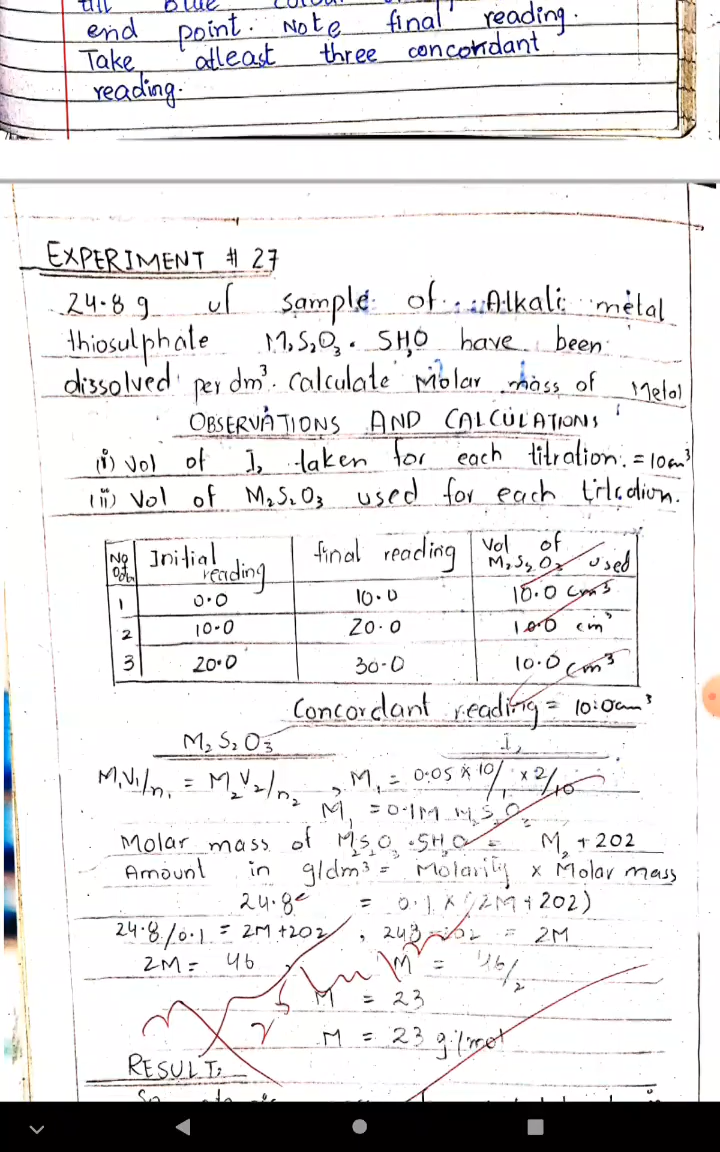 till Blue colour
end point. Note final reading.
Take atleast three concordant
reading.
EXPERIMENT # 27
24.8 g of sample of Alkali metal
thiosulphate M₂S₂O₃. 5H₂O have been
dissolved per dm³. Calculate Molar mass of Metal
OBSERVATIONS AND CALCULATIONS
(i) Vol of I₂ taken for each titration. = 10cm³
(ii) Vol of M₂S₂O₃ used for each titration.
No of Initial reading final reading Vol of M₂S₂O₃ used
1 0.0 10.0 10.0 cm³
2 10.0 20.0 10.0 cm³
3 20.0 30.0 10.0 cm³
Concordant reading = 10.0cm³
M₂S₂O₃ I₂
M₁V₁/n₁ = M₂V₂/n₂ , M₁ = 0.05 × 10/1 × 2/10
M₁ = 0.1M M₂S₂O₃
Molar mass of M₂S₂O₃.5H₂O = M₂ + 202
Amount in g/dm³ = Molarity × Molar mass
24.8 = 0.1 × (2M + 202)
24.8/0.1 = 2M + 202 , 248 - 202 = 2M
2M = 46 M = 46/2
M = 23
M = 23 g/mol
RESULT: